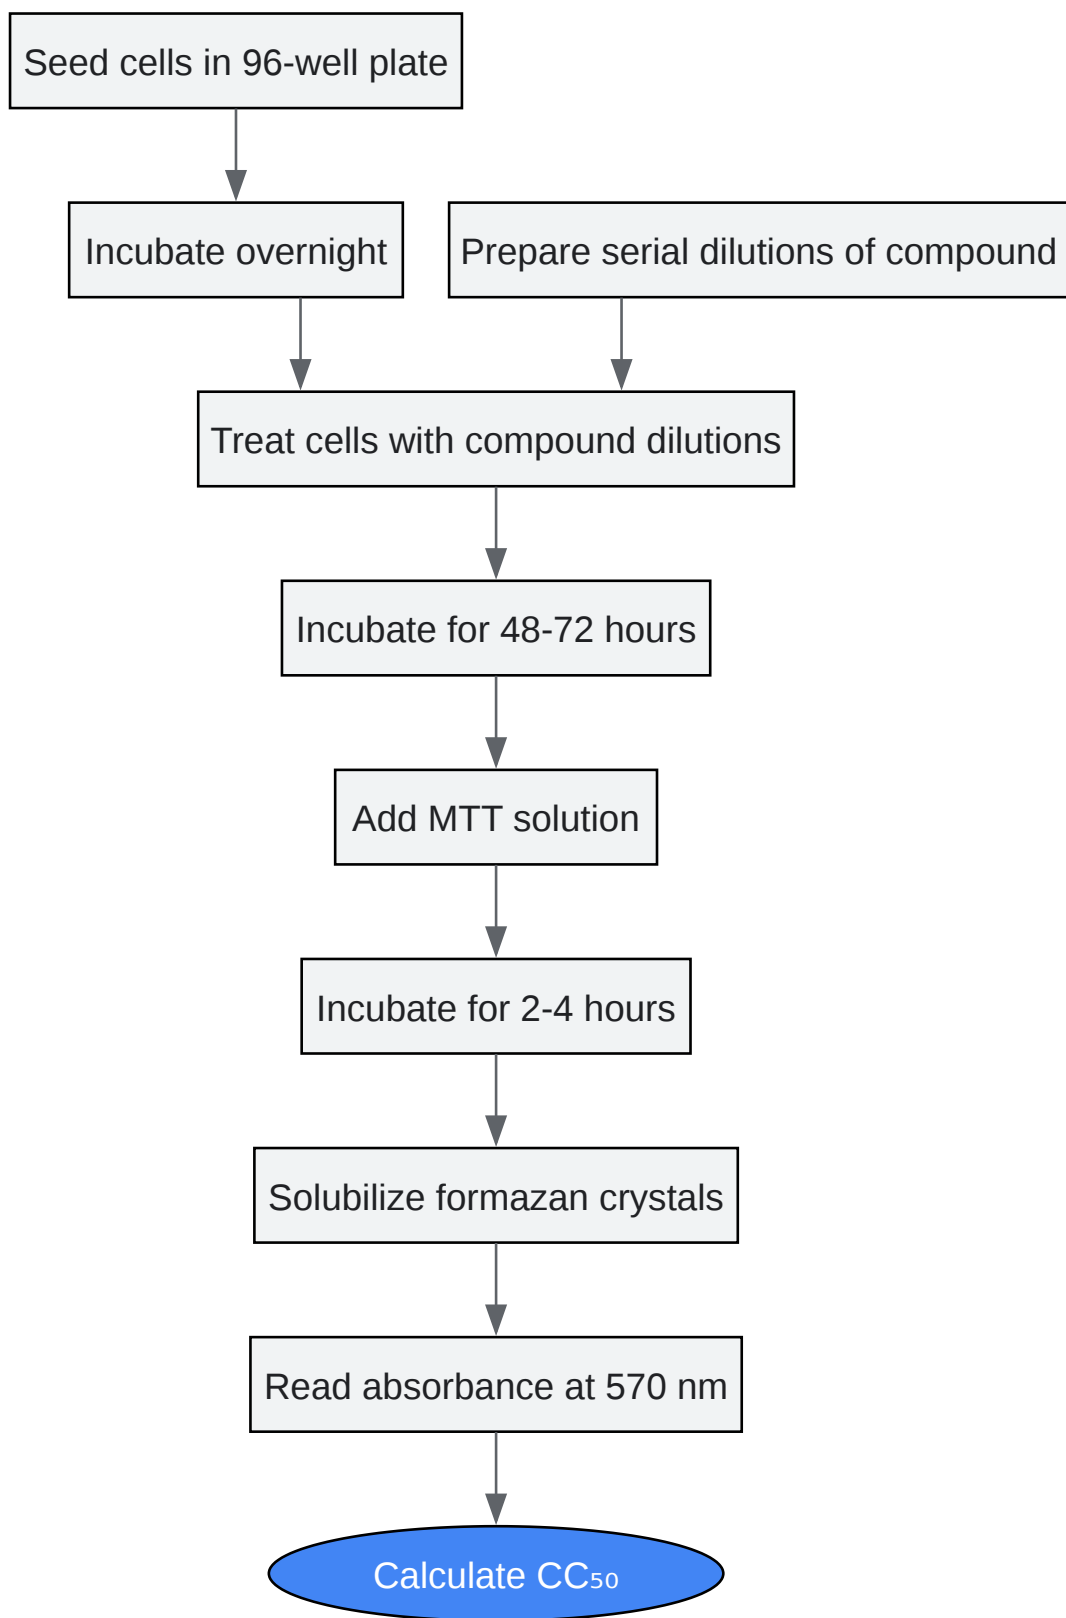 Seed cells in 96-well plate
Incubate overnight
Prepare serial dilutions of compound
Treat cells with compound dilutions
Incubate for 48-72 hours
Add MTT solution
Incubate for 2-4 hours
Solubilize formazan crystals
Read absorbance at 570 nm
Calculate CC₅₀